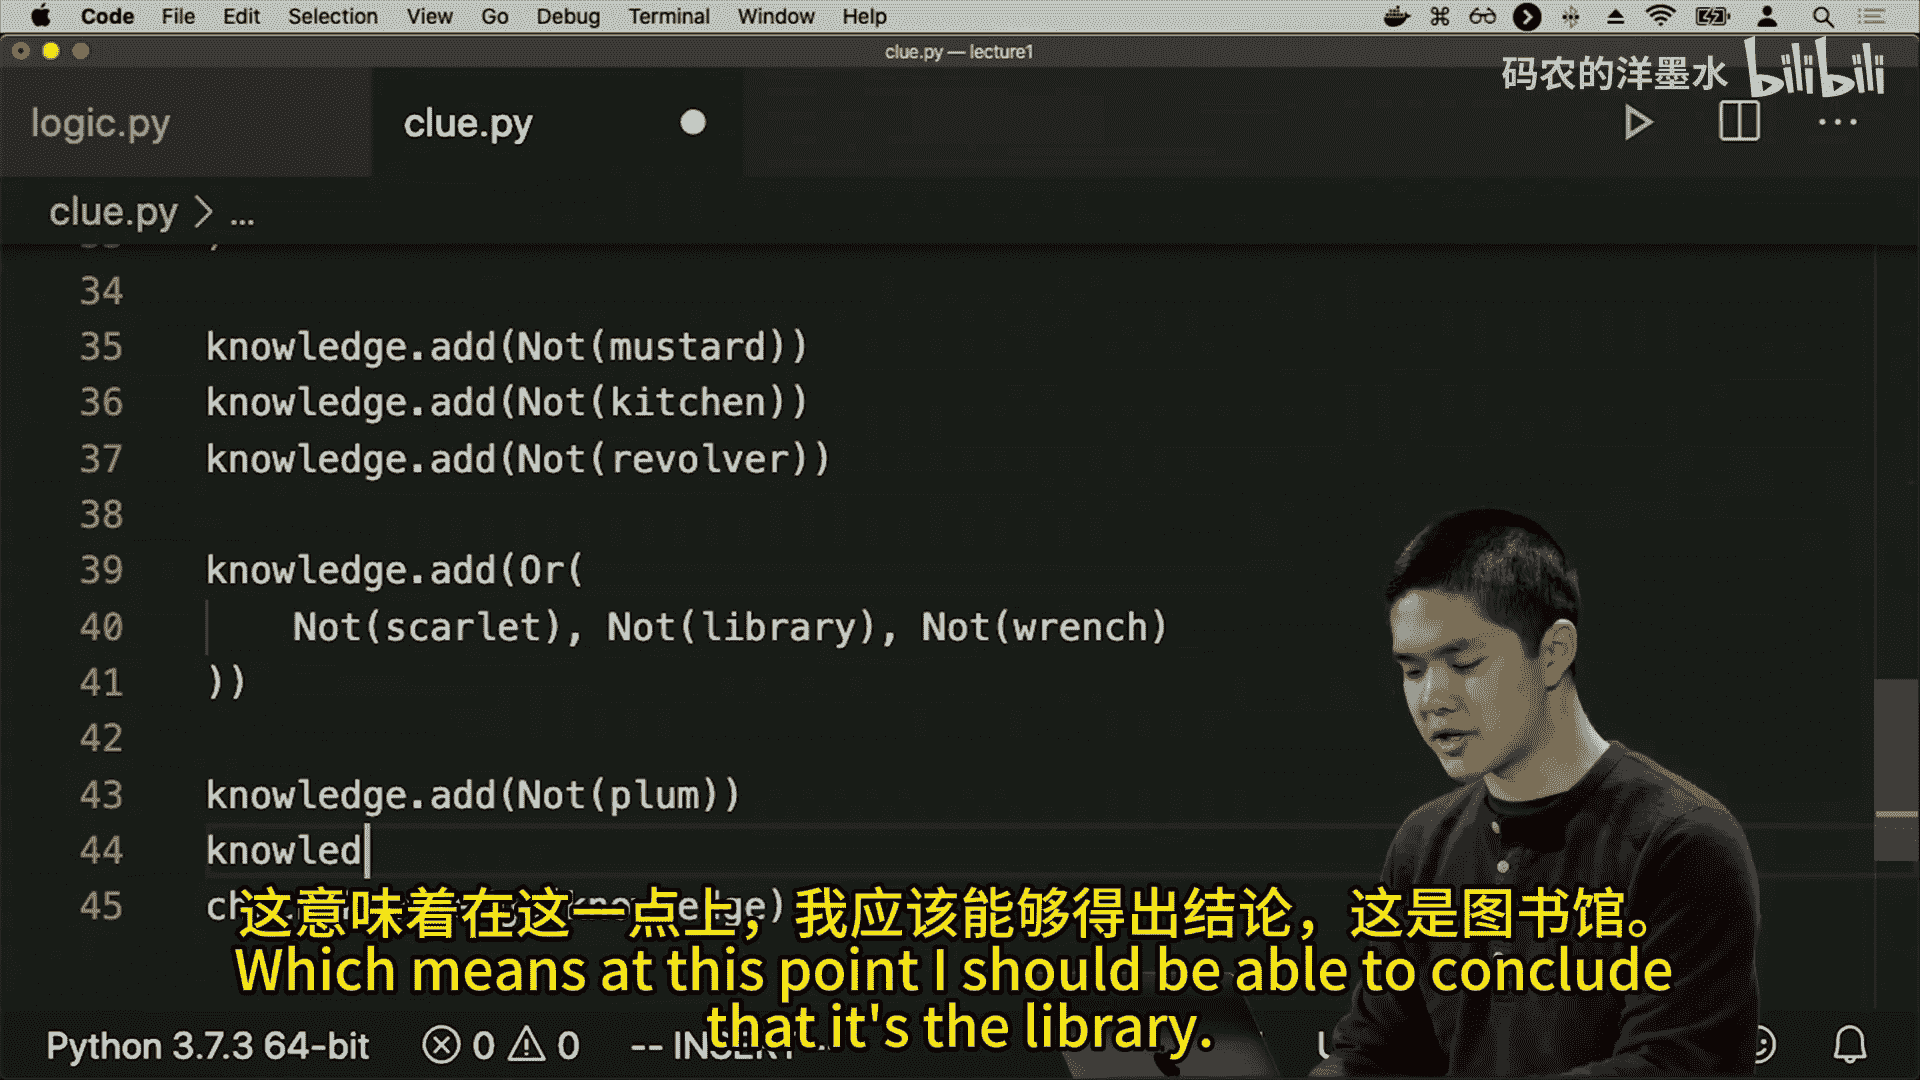 Code File Edit Selection View Go Debug Terminal Window Help
clue.py — lecture1
码农的洋墨水 bilibili
logic.py clue.py
clue.py > ...
34
35 knowledge.add(Not(mustard))
36 knowledge.add(Not(kitchen))
37 knowledge.add(Not(revolver))
38
39 knowledge.add(Or(
40 Not(scarlet), Not(library), Not(wrench)
41 ))
42
43 knowledge.add(Not(plum))
44 knowled
45
这意味着在这一点上，我应该能够得出结论，这是图书馆。
Which means at this point I should be able to conclude
that it's the library.
Python 3.7.3 64-bit 0 0